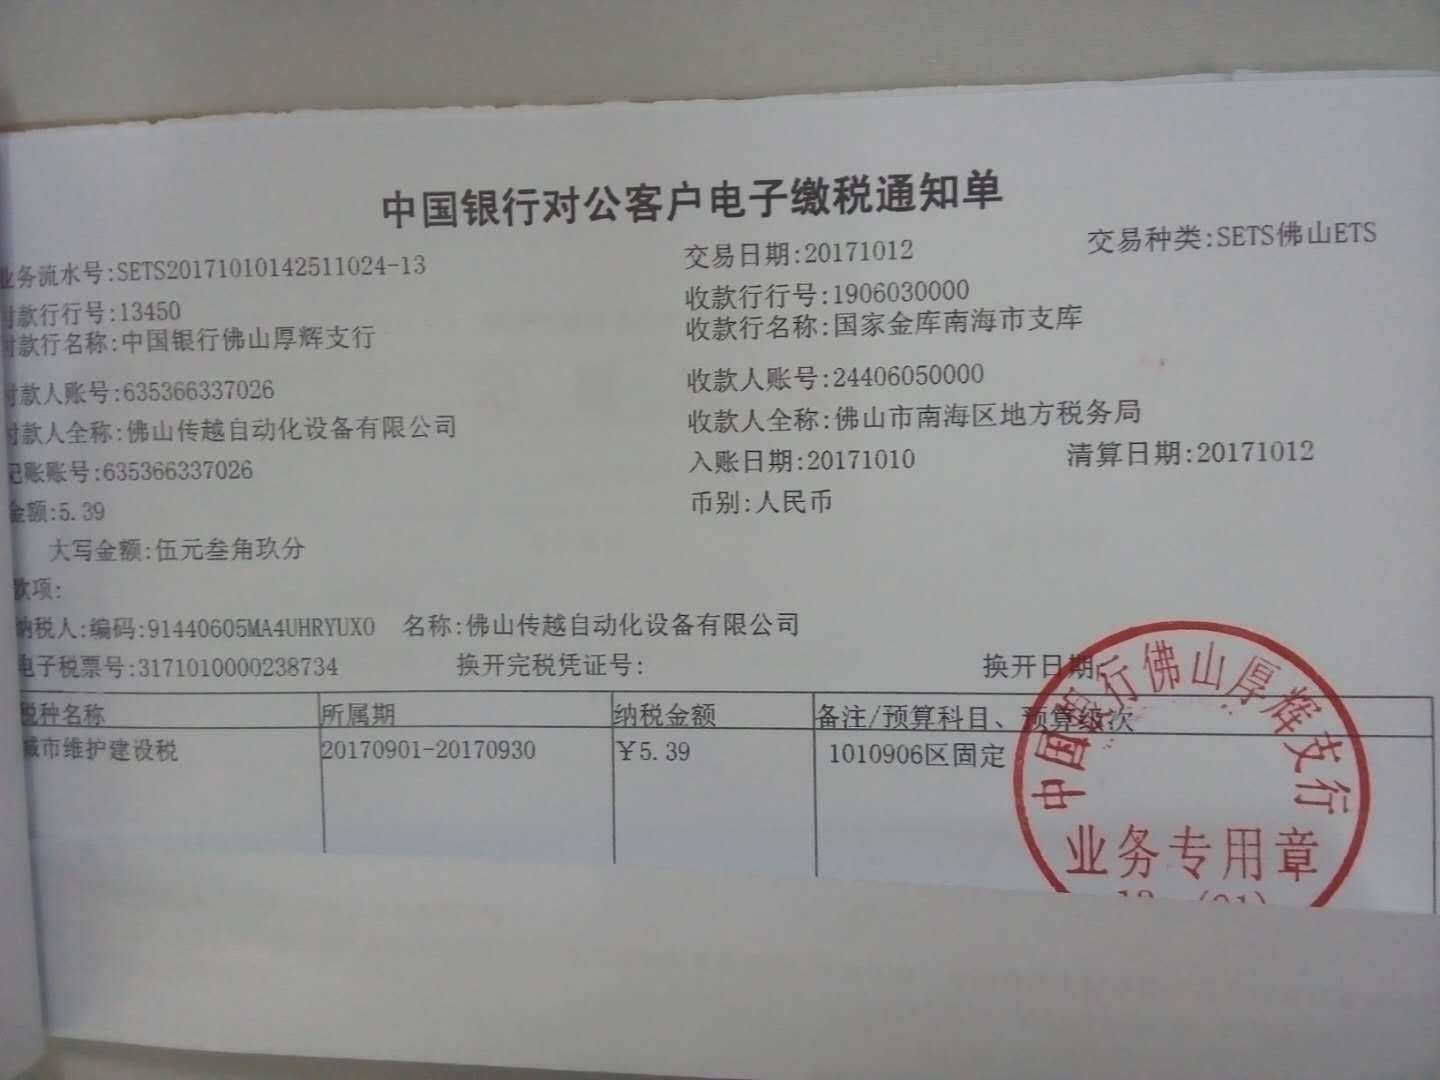 中国银行对公客户电子缴税通知单
业务流水号:SETS20171010142511024-13 交易日期:20171012 交易种类:SETS佛山ETS
付款行行号:13450 收款行行号:1906030000
付款行名称:中国银行佛山厚辉支行 收款行名称:国家金库南海市支库
付款人账号:635366337026 收款人账号:24406050000
付款人全称:佛山传越自动化设备有限公司 收款人全称:佛山市南海区地方税务局
记账账号:635366337026 入账日期:20171010 清算日期:20171012
金额:5.39 币别:人民币
大写金额:伍元叁角玖分
款项:
纳税人:编码:91440605MA4UHRYUX0 名称:佛山传越自动化设备有限公司
电子税票号:3171010000238734 换开完税凭证号: 换开日期:
税种名称 所属期 纳税金额 备注/预算科目、预算级次
城市维护建设税 20170901-20170930 ￥5.39 1010906区固定
中国银行佛山厚辉支行
业务专用章